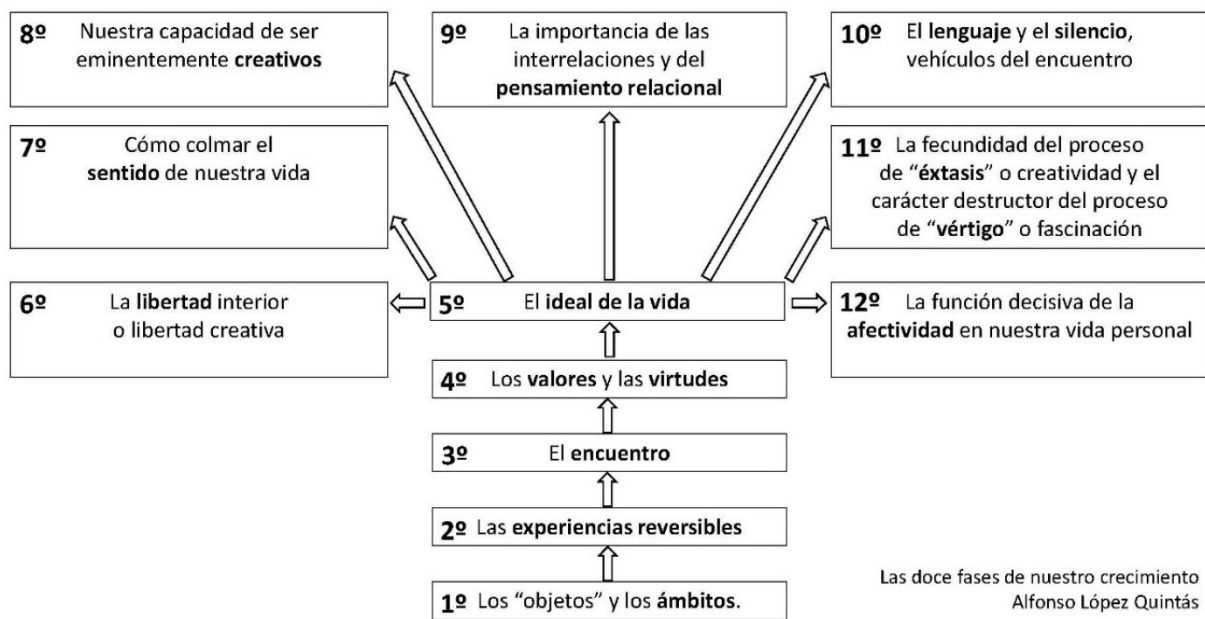 8º Nuestra capacidad de ser
eminentemente creativos
9º La importancia de las
interrelaciones y del
pensamiento relacional
10º El lenguaje y el silencio,
vehículos del encuentro
7º Cómo colmar el
sentido de nuestra vida
11º La fecundidad del proceso
de “éxtasis” o creatividad y el
carácter destructor del proceso
de “vértigo” o fascinación
6º La libertad interior
o libertad creativa
5º El ideal de la vida
12º La función decisiva de la
afectividad en nuestra vida personal
4º Los valores y las virtudes
3º El encuentro
2º Las experiencias reversibles
1º Los “objetos” y los ámbitos.
Las doce fases de nuestro crecimiento
Alfonso López Quintás